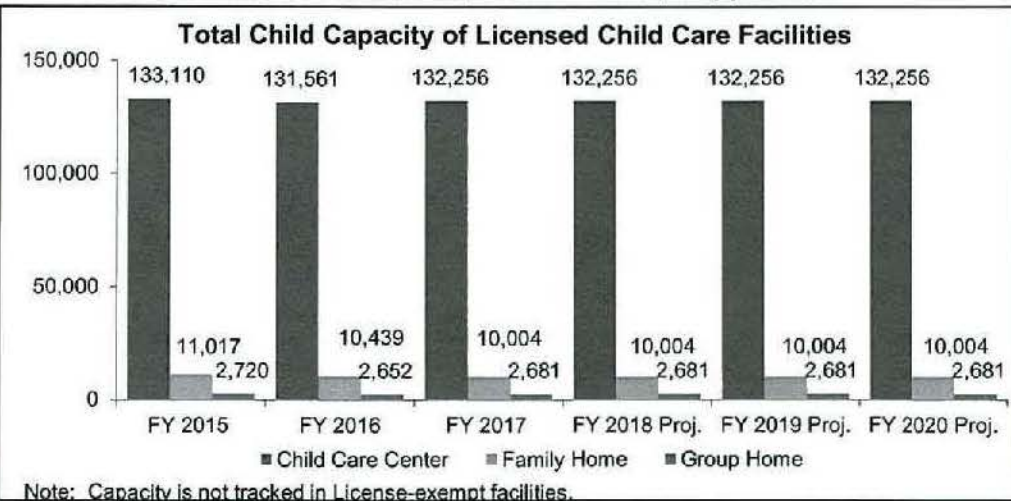 Total Child Capacity of Licensed Child Care Facilities
150,000
133,110 131,561 132,256 132,256 132,256 132,256
100,000
50,000
11,017 10,439 10,004 10,004 10,004 10,004
2,720 2,652 2,681 2,681 2,681 2,681
0
FY 2015 FY 2016 FY 2017 FY 2018 Proj. FY 2019 Proj. FY 2020 Proj.
Child Care Center Family Home Group Home
Note: Capacity is not tracked in License-exempt facilities.